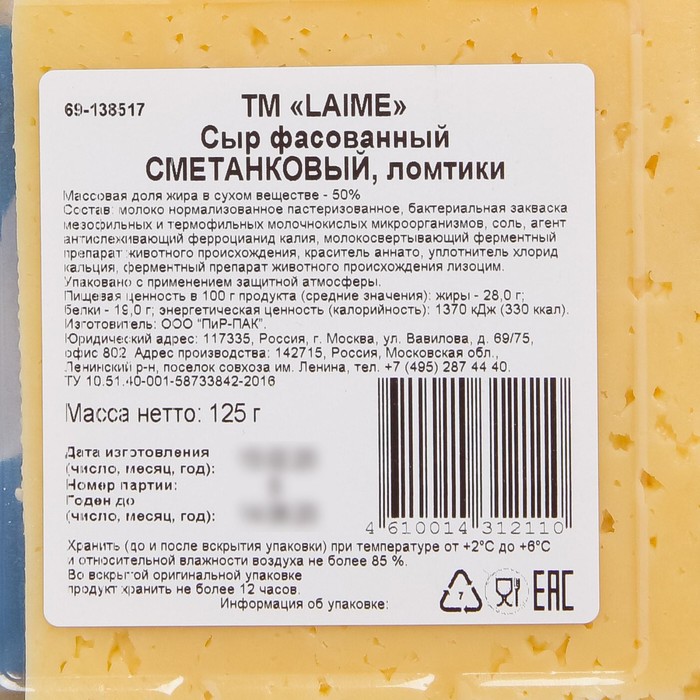 69-138517
ТМ «LAIME»
Сыр фасованный
СМЕТАНКОВЫЙ, ломтики
Массовая доля жира в сухом веществе - 50%
Состав: молоко нормализованное пастеризованное, бактериальная закваска
мезофильных и термофильных молочнокислых микроорганизмов, соль, агент
антислеживающий ферроцианид калия, молокосвертывающий ферментный
препарат животного происхождения, краситель аннато, уплотнитель хлорид
кальция, ферментный препарат животного происхождения лизоцим.
Упаковано с применением защитной атмосферы.
Пищевая ценность в 100 г продукта (средние значения): жиры - 28,0 г;
белки - 19,0 г; энергетическая ценность (калорийность): 1370 кДж (330 ккал).
Изготовитель: ООО "ПиР-ПАК".
Юридический адрес: 117335, Россия, г. Москва, ул. Вавилова, д. 69/75,
офис 802. Адрес производства: 142715, Россия, Московская обл.,
Ленинский р-н, поселок совхоза им. Ленина, тел. +7 (495) 287 44 40.
ТУ 10.51.40-001-58733842-2016
Масса нетто: 125 г
Дата изготовления
(число, месяц, год):
Номер партии:
Годен до
(число, месяц, год):
4 610014 312110
Хранить (до и после вскрытия упаковки) при температуре от +2°С до +6°С
и относительной влажности воздуха не более 85 %.
Во вскрытой оригинальной упаковке
продукт хранить не более 12 часов.
Информация об упаковке:
7
EAC